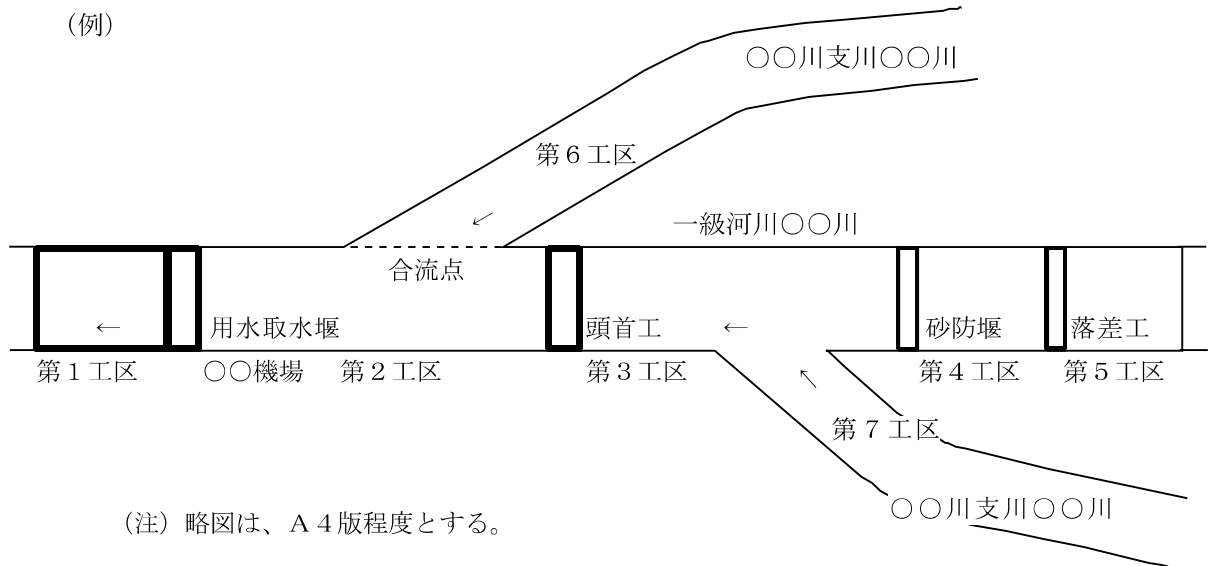 (例)
○○川支川○○川
第6工区
←
一級河川○○川
合流点
← 用水取水堰 頭首工 ← 砂防堰 落差工
第1工区 ○○機場 第2工区 第3工区 第4工区 第5工区
←
第7工区
○○川支川○○川
(注)略図は、A4版程度とする。